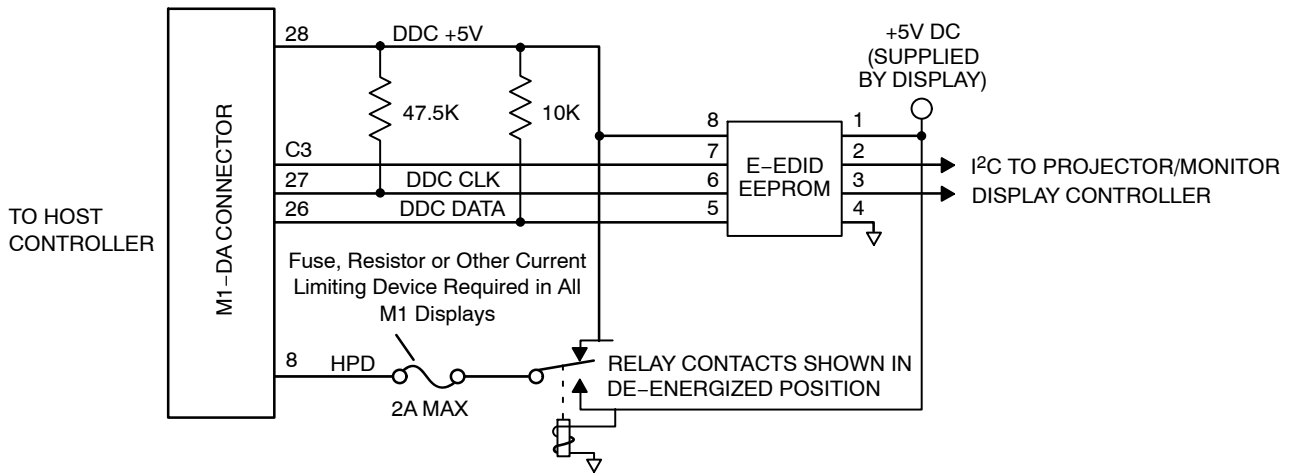 28
DDC +5V
+5V DC
(SUPPLIED
BY DISPLAY)
47.5K
10K
M1−DA CONNECTOR
C3
27
DDC CLK
26
DDC DATA
8
7
6
5
E−EDID
EEPROM
1
2
3
4
I²C TO PROJECTOR/MONITOR
DISPLAY CONTROLLER
TO HOST
CONTROLLER
Fuse, Resistor or Other Current
Limiting Device Required in All
M1 Displays
8
HPD
2A MAX
RELAY CONTACTS SHOWN IN
DE−ENERGIZED POSITION